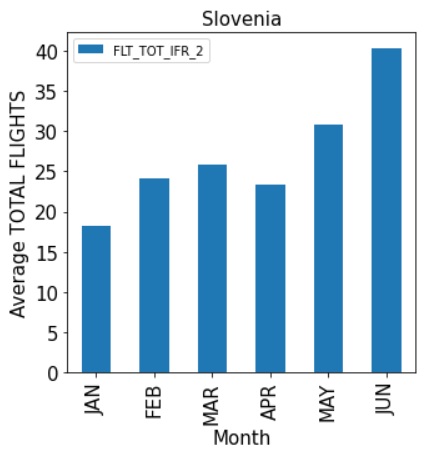 Slovenia
FLT_TOT_IFR_2
Average TOTAL FLIGHTS
40
35
30
25
20
15
10
5
0
JAN
FEB
MAR
APR
MAY
JUN
Month